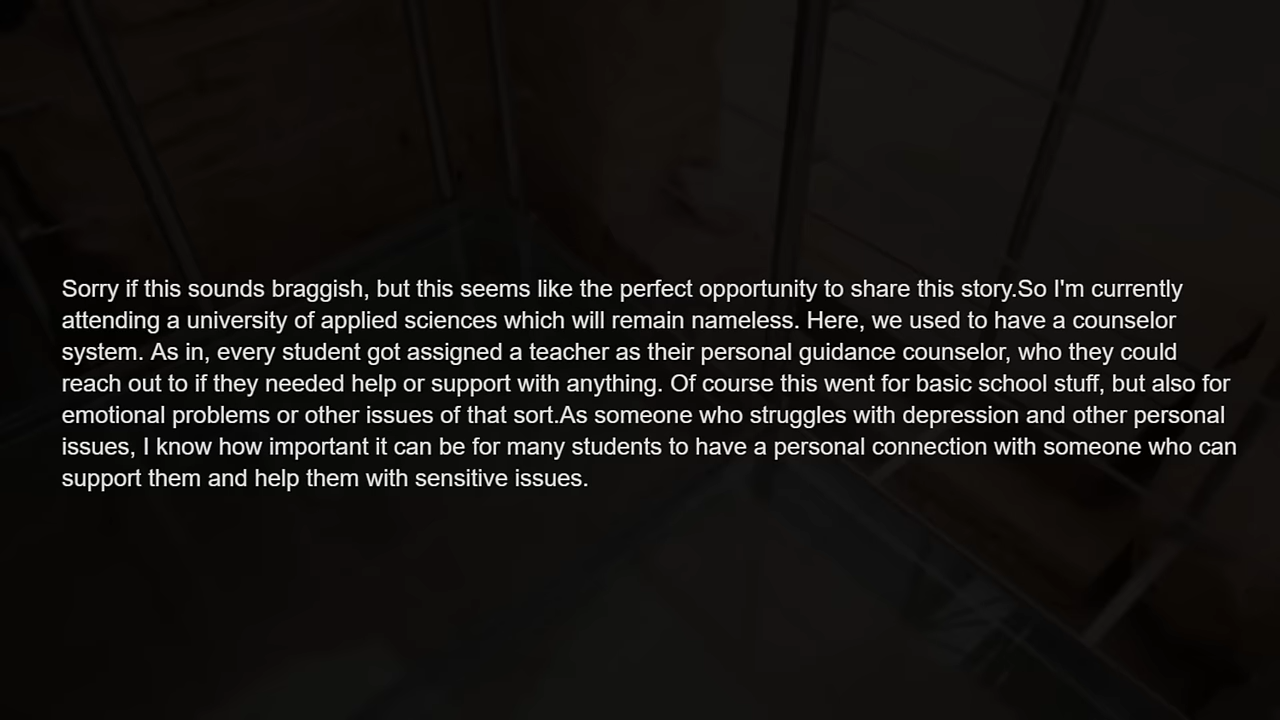 Sorry if this sounds braggish, but this seems like the perfect opportunity to share this story.So I'm currently
attending a university of applied sciences which will remain nameless. Here, we used to have a counselor
system. As in, every student got assigned a teacher as their personal guidance counselor, who they could
reach out to if they needed help or support with anything. Of course this went for basic school stuff, but also for
emotional problems or other issues of that sort.As someone who struggles with depression and other personal
issues, I know how important it can be for many students to have a personal connection with someone who can
support them and help them with sensitive issues.